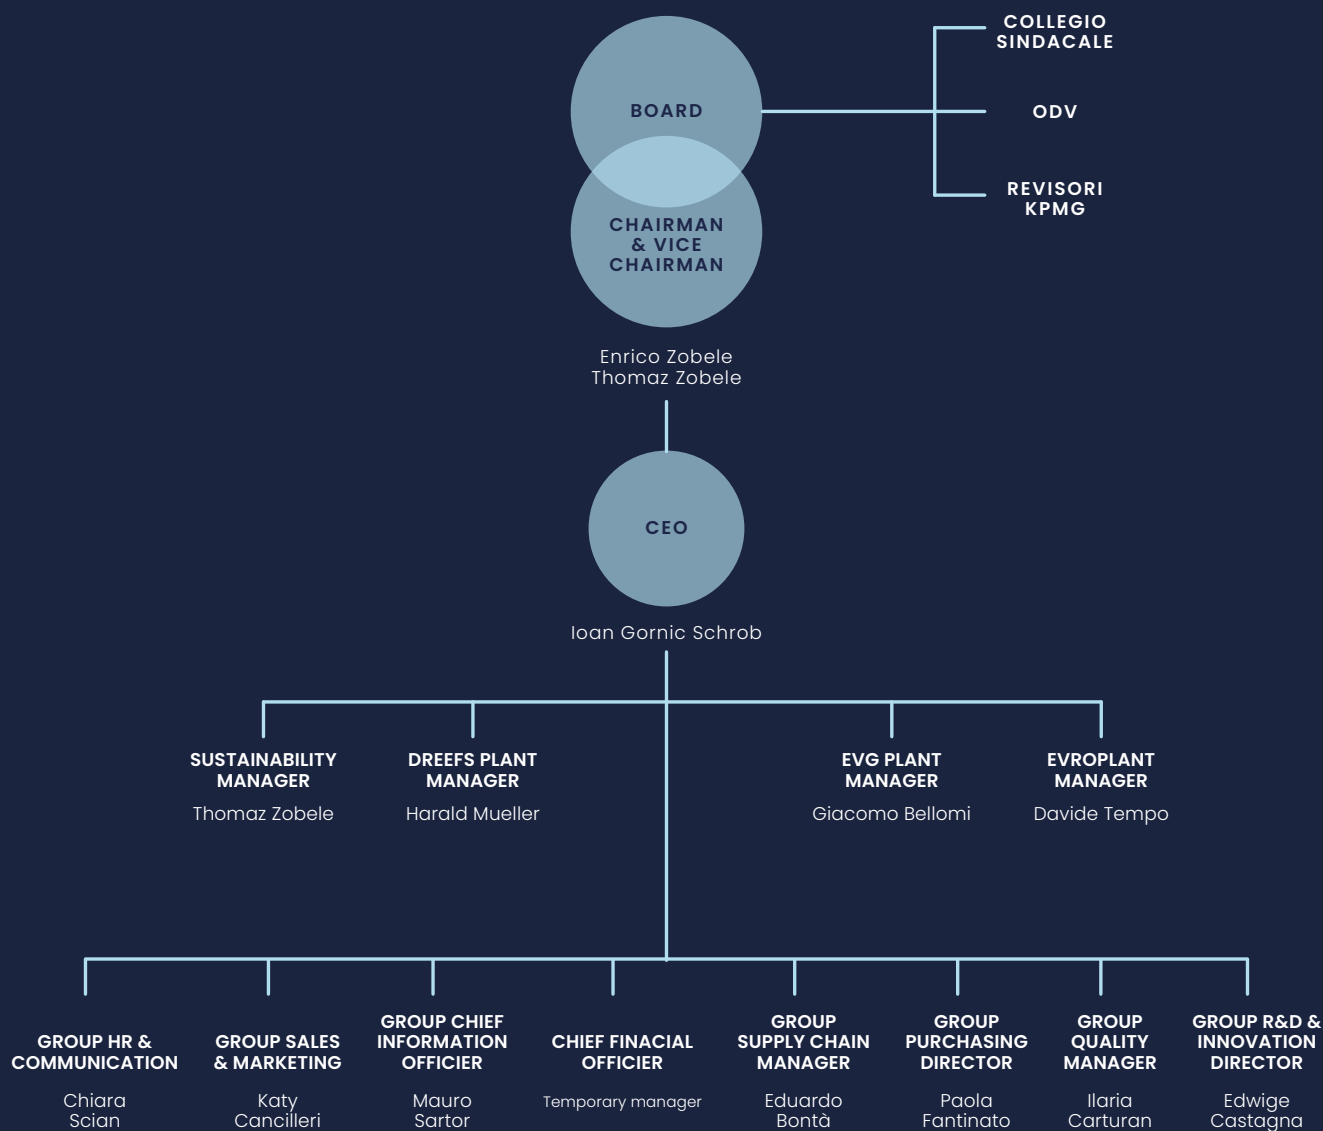 COLLEGIO
SINDACALE
BOARD
ODV
REVISORI
KPMG
CHAIRMAN
& VICE
CHAIRMAN
Enrico Zobele
Thomaz Zobele
CEO
Ioan Gornic Schrob
SUSTAINABILITY
MANAGER
Thomaz Zobele
DREEFS PLANT
MANAGER
Harald Mueller
EVG PLANT
MANAGER
Giacomo Bellomi
EVROPLANT
MANAGER
Davide Tempo
GROUP HR &
COMMUNICATION
Chiara
Scian
GROUP SALES
& MARKETING
Katy
Cancilleri
GROUP CHIEF
INFORMATION
OFFICIER
Mauro
Sartor
CHIEF FINACIAL
OFFICIER
Temporary manager
GROUP
SUPPLY CHAIN
MANAGER
Eduardo
Bontà
GROUP
PURCHASING
DIRECTOR
Paola
Fantinato
GROUP
QUALITY
MANAGER
Ilaria
Carturan
GROUP R&D &
INNOVATION
DIRECTOR
Edwige
Castagna